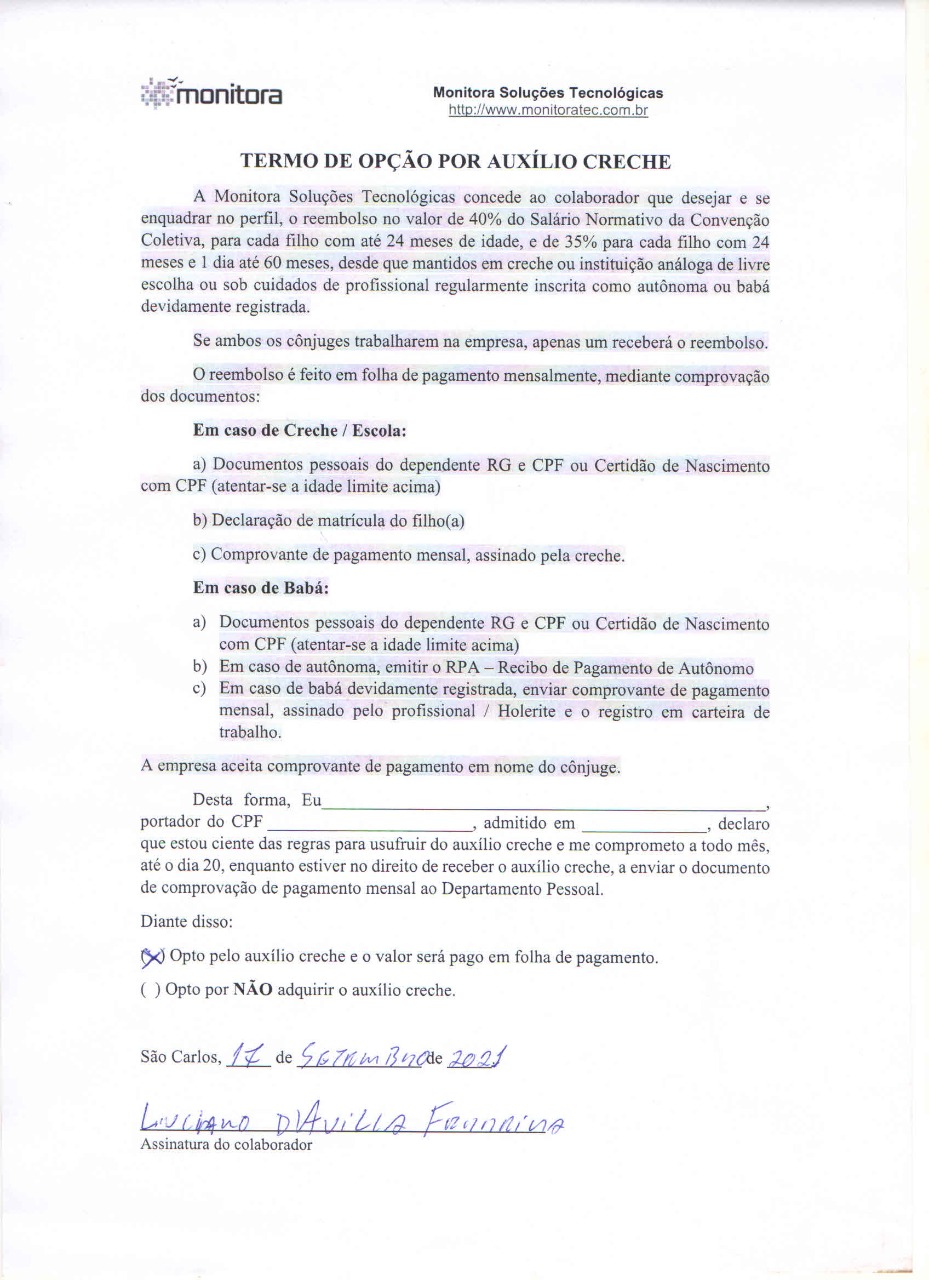 monitora
Monitora Soluções Tecnológicas
http://www.monitoratec.com.br
TERMO DE OPÇÃO POR AUXÍLIO CRECHE
A Monitora Soluções Tecnológicas concede ao colaborador que desejar e se
enquadrar no perfil, o reembolso no valor de 40% do Salário Normativo da Convenção
Coletiva, para cada filho com até 24 meses de idade, e de 35% para cada filho com 24
meses e 1 dia até 60 meses, desde que mantidos em creche ou instituição análoga de livre
escolha ou sob cuidados de profissional regularmente inscrita como autônoma ou babá
devidamente registrada.
Se ambos os cônjuges trabalharem na empresa, apenas um receberá o reembolso.
O reembolso é feito em folha de pagamento mensalmente, mediante comprovação
dos documentos:
Em caso de Creche / Escola:
a) Documentos pessoais do dependente RG e CPF ou Certidão de Nascimento
com CPF (atentar-se a idade limite acima)
b) Declaração de matrícula do filho(a)
c) Comprovante de pagamento mensal, assinado pela creche.
Em caso de Babá:
a) Documentos pessoais do dependente RG e CPF ou Certidão de Nascimento
com CPF (atentar-se a idade limite acima)
b) Em caso de autônoma, emitir o RPA – Recibo de Pagamento de Autônomo
c) Em caso de babá devidamente registrada, enviar comprovante de pagamento
mensal, assinado pelo profissional / Holerite e o registro em carteira de
trabalho.
A empresa aceita comprovante de pagamento em nome do cônjuge.
Desta forma, Eu_____________________________________________,
portador do CPF _____________________, admitido em _____________, declaro
que estou ciente das regras para usufruir do auxílio creche e me comprometo a todo mês,
até o dia 20, enquanto estiver no direito de receber o auxílio creche, a enviar o documento
de comprovação de pagamento mensal ao Departamento Pessoal.
Diante disso:
(X) Opto pelo auxílio creche e o valor será pago em folha de pagamento.
( ) Opto por NÃO adquirir o auxílio creche.
São Carlos, 17 de SETEMBRO de 2021
LUCIANO D'AVILLA FERREIRA
Assinatura do colaborador